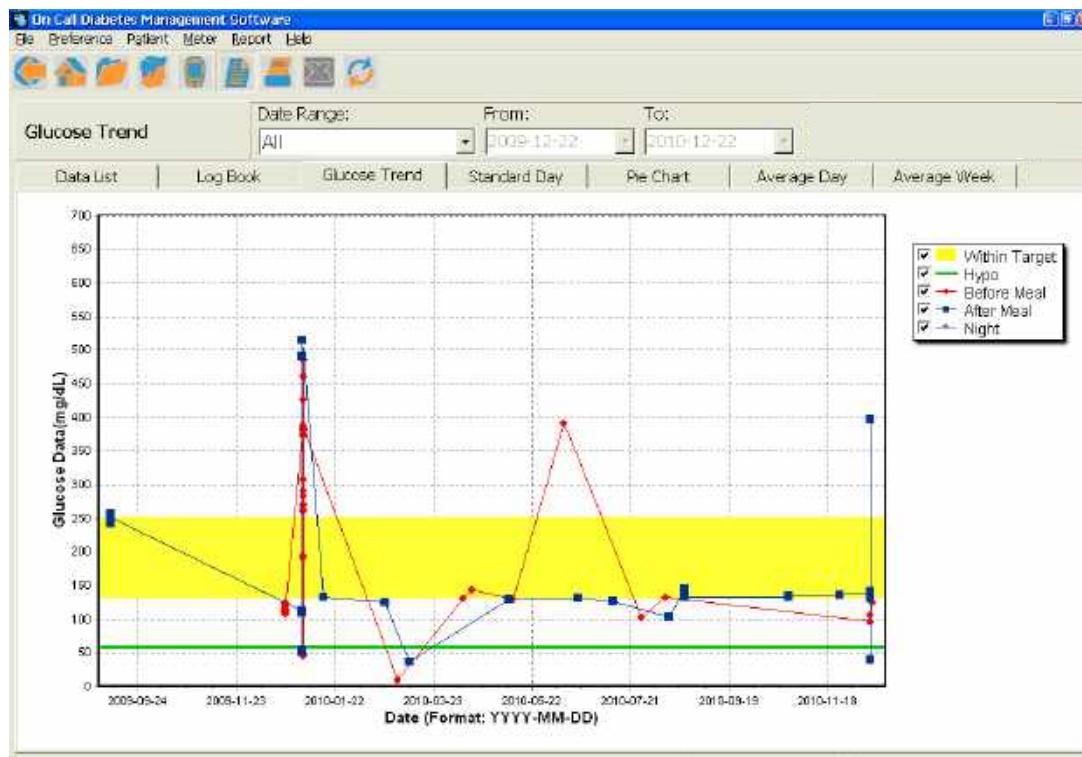 On Call Diabetes Management Software
File Preference Patient Meter Report Help
Glucose Trend
Date Range: From: To:
All 2009-12-22 2010-12-22
Data List Log Book Glucose Trend Standard Day Pie Chart Average Day Average Week
700
650
600
550
500
450
400
350
300
250
200
150
100
50
0
Glucose Data(mg/dL)
Within Target
Hypo
Before Meal
After Meal
Night
2009-09-24 2009-11-23 2010-01-22 2010-03-23 2010-05-22 2010-07-21 2010-09-19 2010-11-18
Date (Format: YYYY-MM-DD)